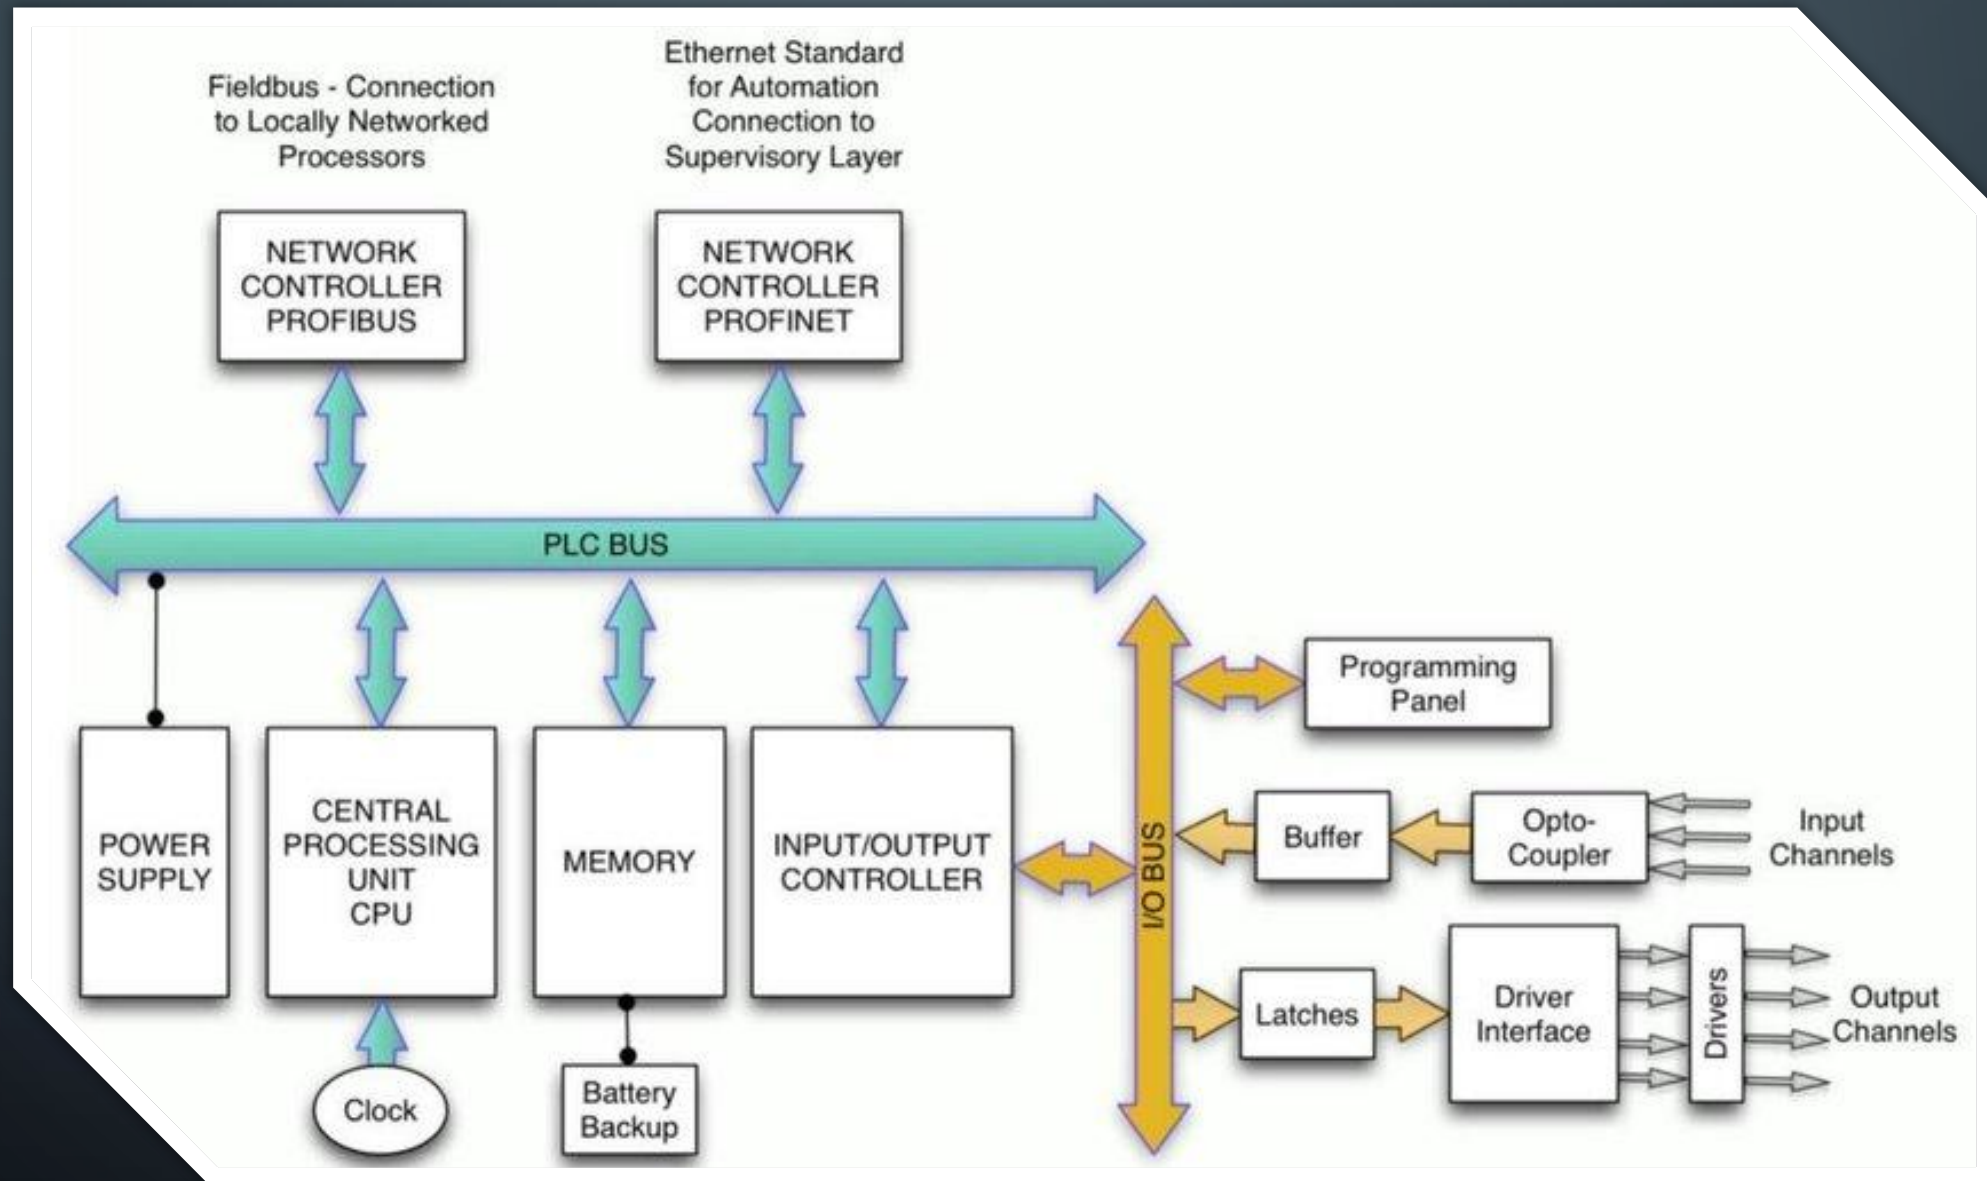 Fieldbus - Connection
to Locally Networked
Processors
Ethernet Standard
for Automation
Connection to
Supervisory Layer
NETWORK
CONTROLLER
PROFIBUS
NETWORK
CONTROLLER
PROFINET
PLC BUS
POWER
SUPPLY
CENTRAL
PROCESSING
UNIT
CPU
MEMORY
INPUT/OUTPUT
CONTROLLER
Clock
Battery
Backup
I/O BUS
Programming
Panel
Buffer
Opto-
Coupler
Input
Channels
Latches
Driver
Interface
Drivers
Output
Channels